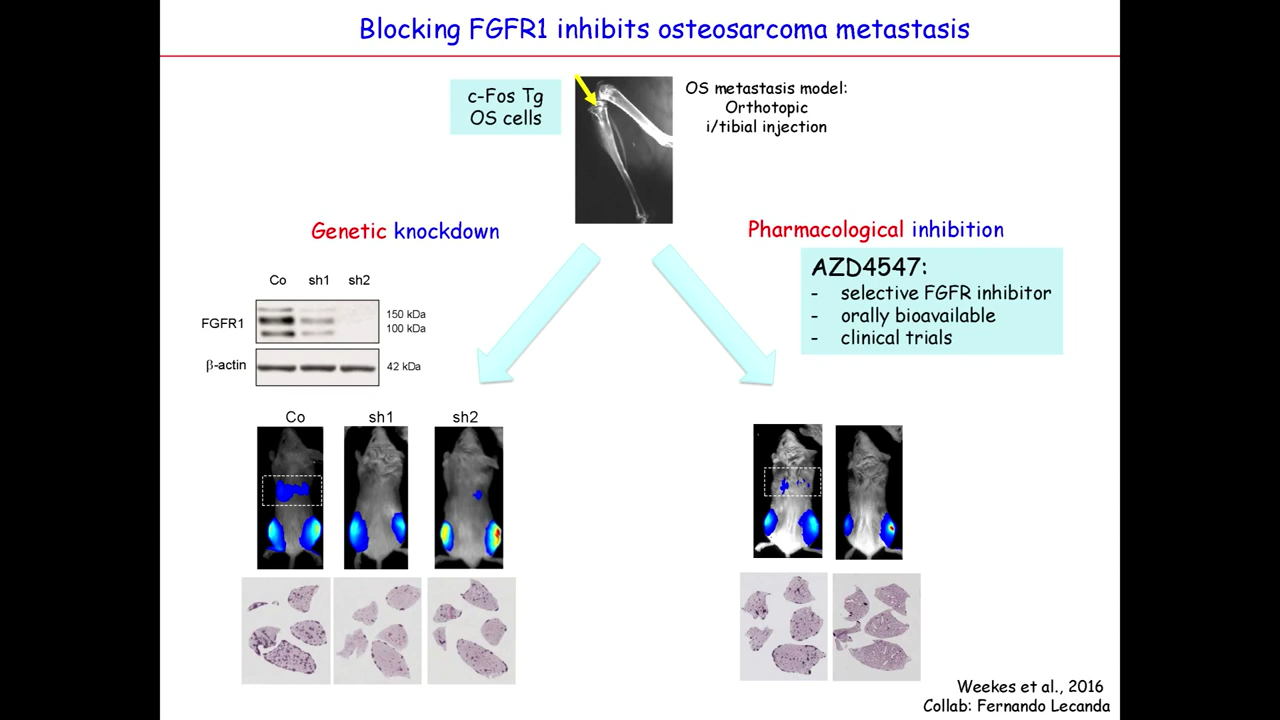 Blocking FGFR1 inhibits osteosarcoma metastasis
c-Fos Tg
OS cells
OS metastasis model:
Orthotopic
i/tibial injection
Genetic knockdown
Pharmacological inhibition
AZD4547:
- selective FGFR inhibitor
- orally bioavailable
- clinical trials
Co sh1 sh2
FGFR1
150 kDa
100 kDa
β-actin
42 kDa
Co sh1 sh2
Weekes et al., 2016
Collab: Fernando Lecanda